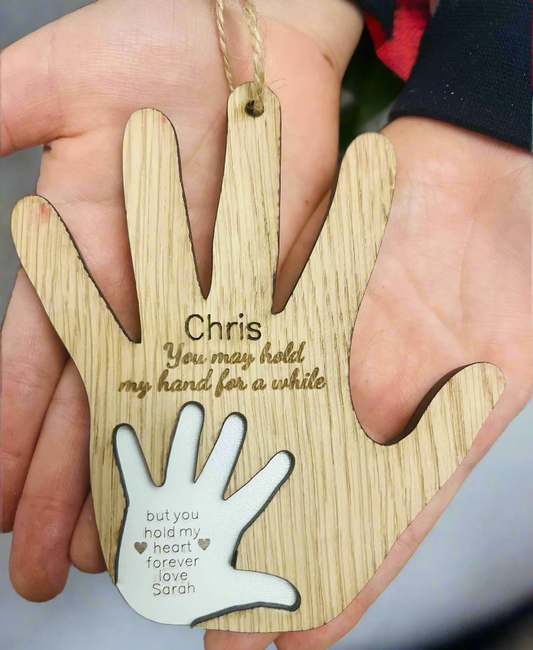 Chris
You may hold
my hand for a while
but you
hold my
heart
forever
love
Sarah